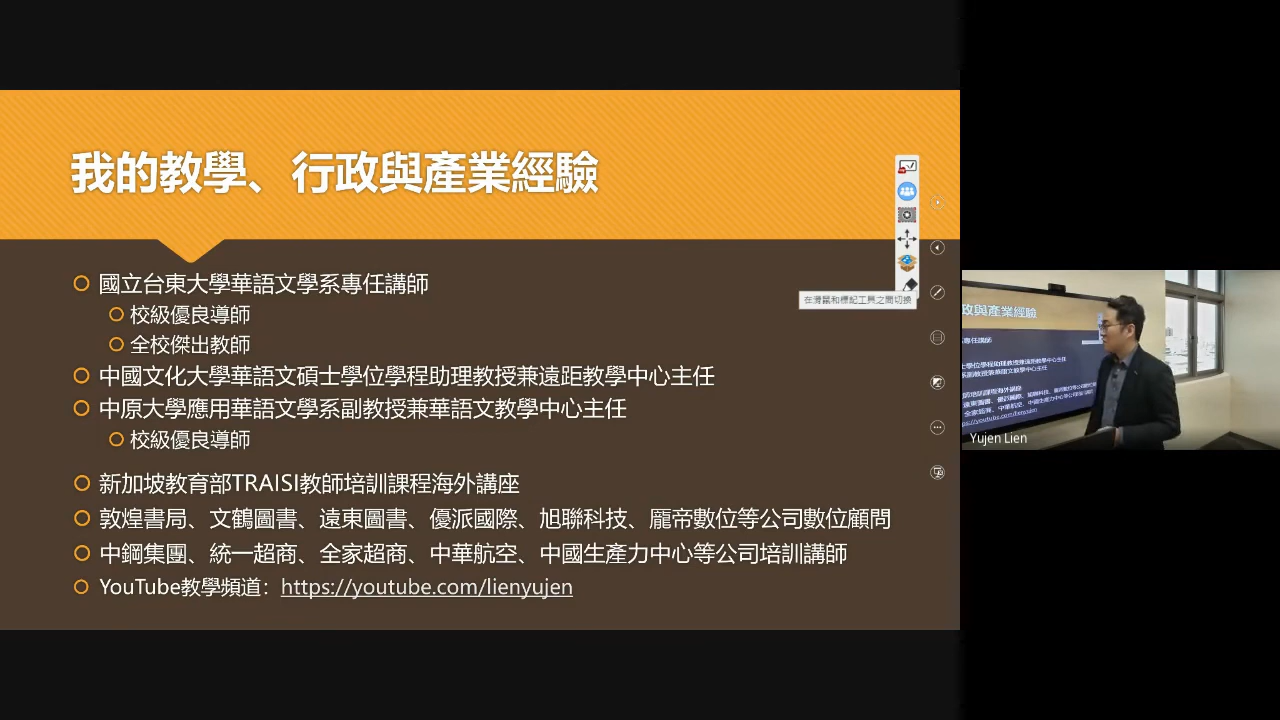 我的教學、行政與產業經驗
國立台東大學華語文學系專任講師
校級優良導師
全校傑出教師
中國文化大學華語文碩士學位學程助理教授兼遠距教學中心主任
中原大學應用華語文學系副教授兼華語文教學中心主任
校級優良導師
新加坡教育部TRAISI教師培訓課程海外講座
敦煌書局、文鶴圖書、遠東圖書、優派國際、旭聯科技、龐帝數位等公司數位顧問
中鋼集團、統一超商、全家超商、中華航空、中國生產力中心等公司培訓講師
YouTube教學頻道：https://youtube.com/lienyujen
在滑鼠和標記工具之間切換
政與產業經驗
Yujen Lien